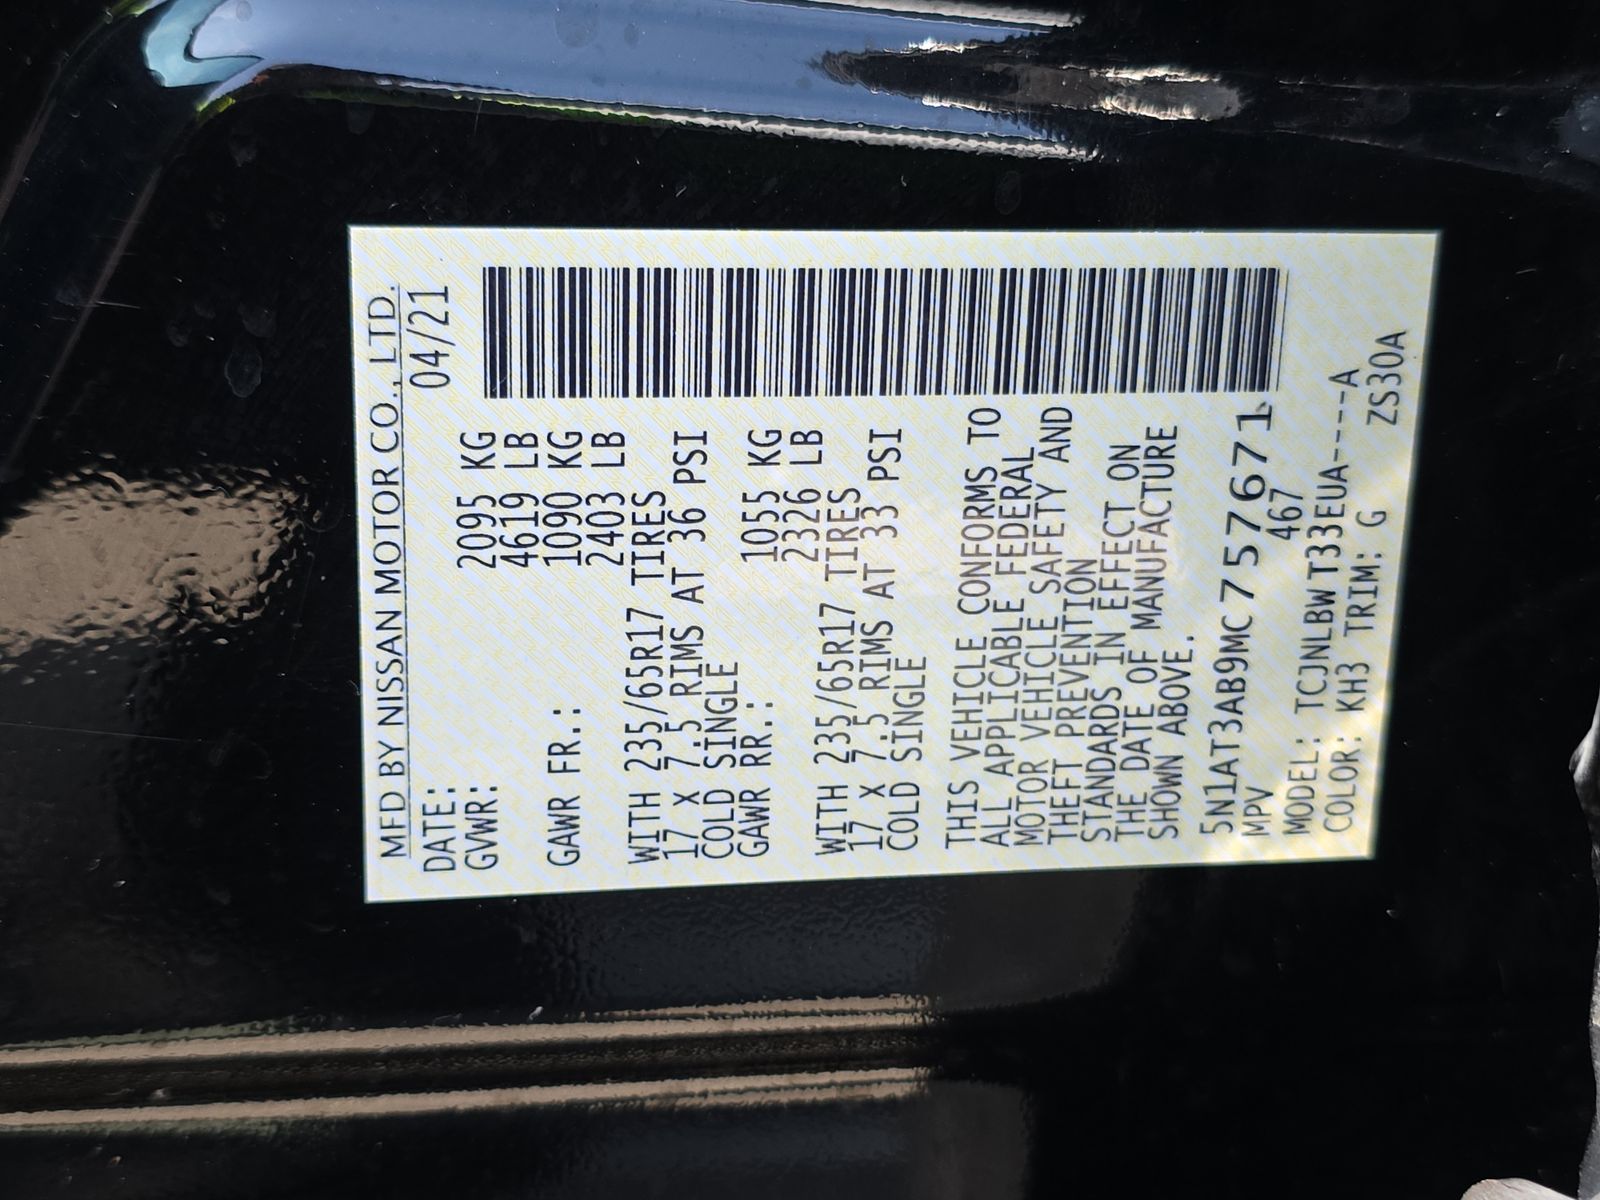 MFD BY NISSAN MOTOR CO., LTD.
DATE: 04/21
GVWR: 2095 KG
4619 LB
GAWR FR.: 1090 KG
2403 LB
WITH 235/65R17 TIRES
17 X 7.5 RIMS AT 36 PSI
COLD SINGLE
GAWR RR.: 1055 KG
2326 LB
WITH 235/65R17 TIRES
17 X 7.5 RIMS AT 33 PSI
COLD SINGLE
THIS VEHICLE CONFORMS TO
ALL APPLICABLE FEDERAL
MOTOR VEHICLE SAFETY AND
THEFT PREVENTION
STANDARDS IN EFFECT ON
THE DATE OF MANUFACTURE
SHOWN ABOVE.
5N1AT3AB9MC757671
MPV 467
MODEL: TCJNLBWT33EUA----A
COLOR: KH3 TRIM: G ZS30A